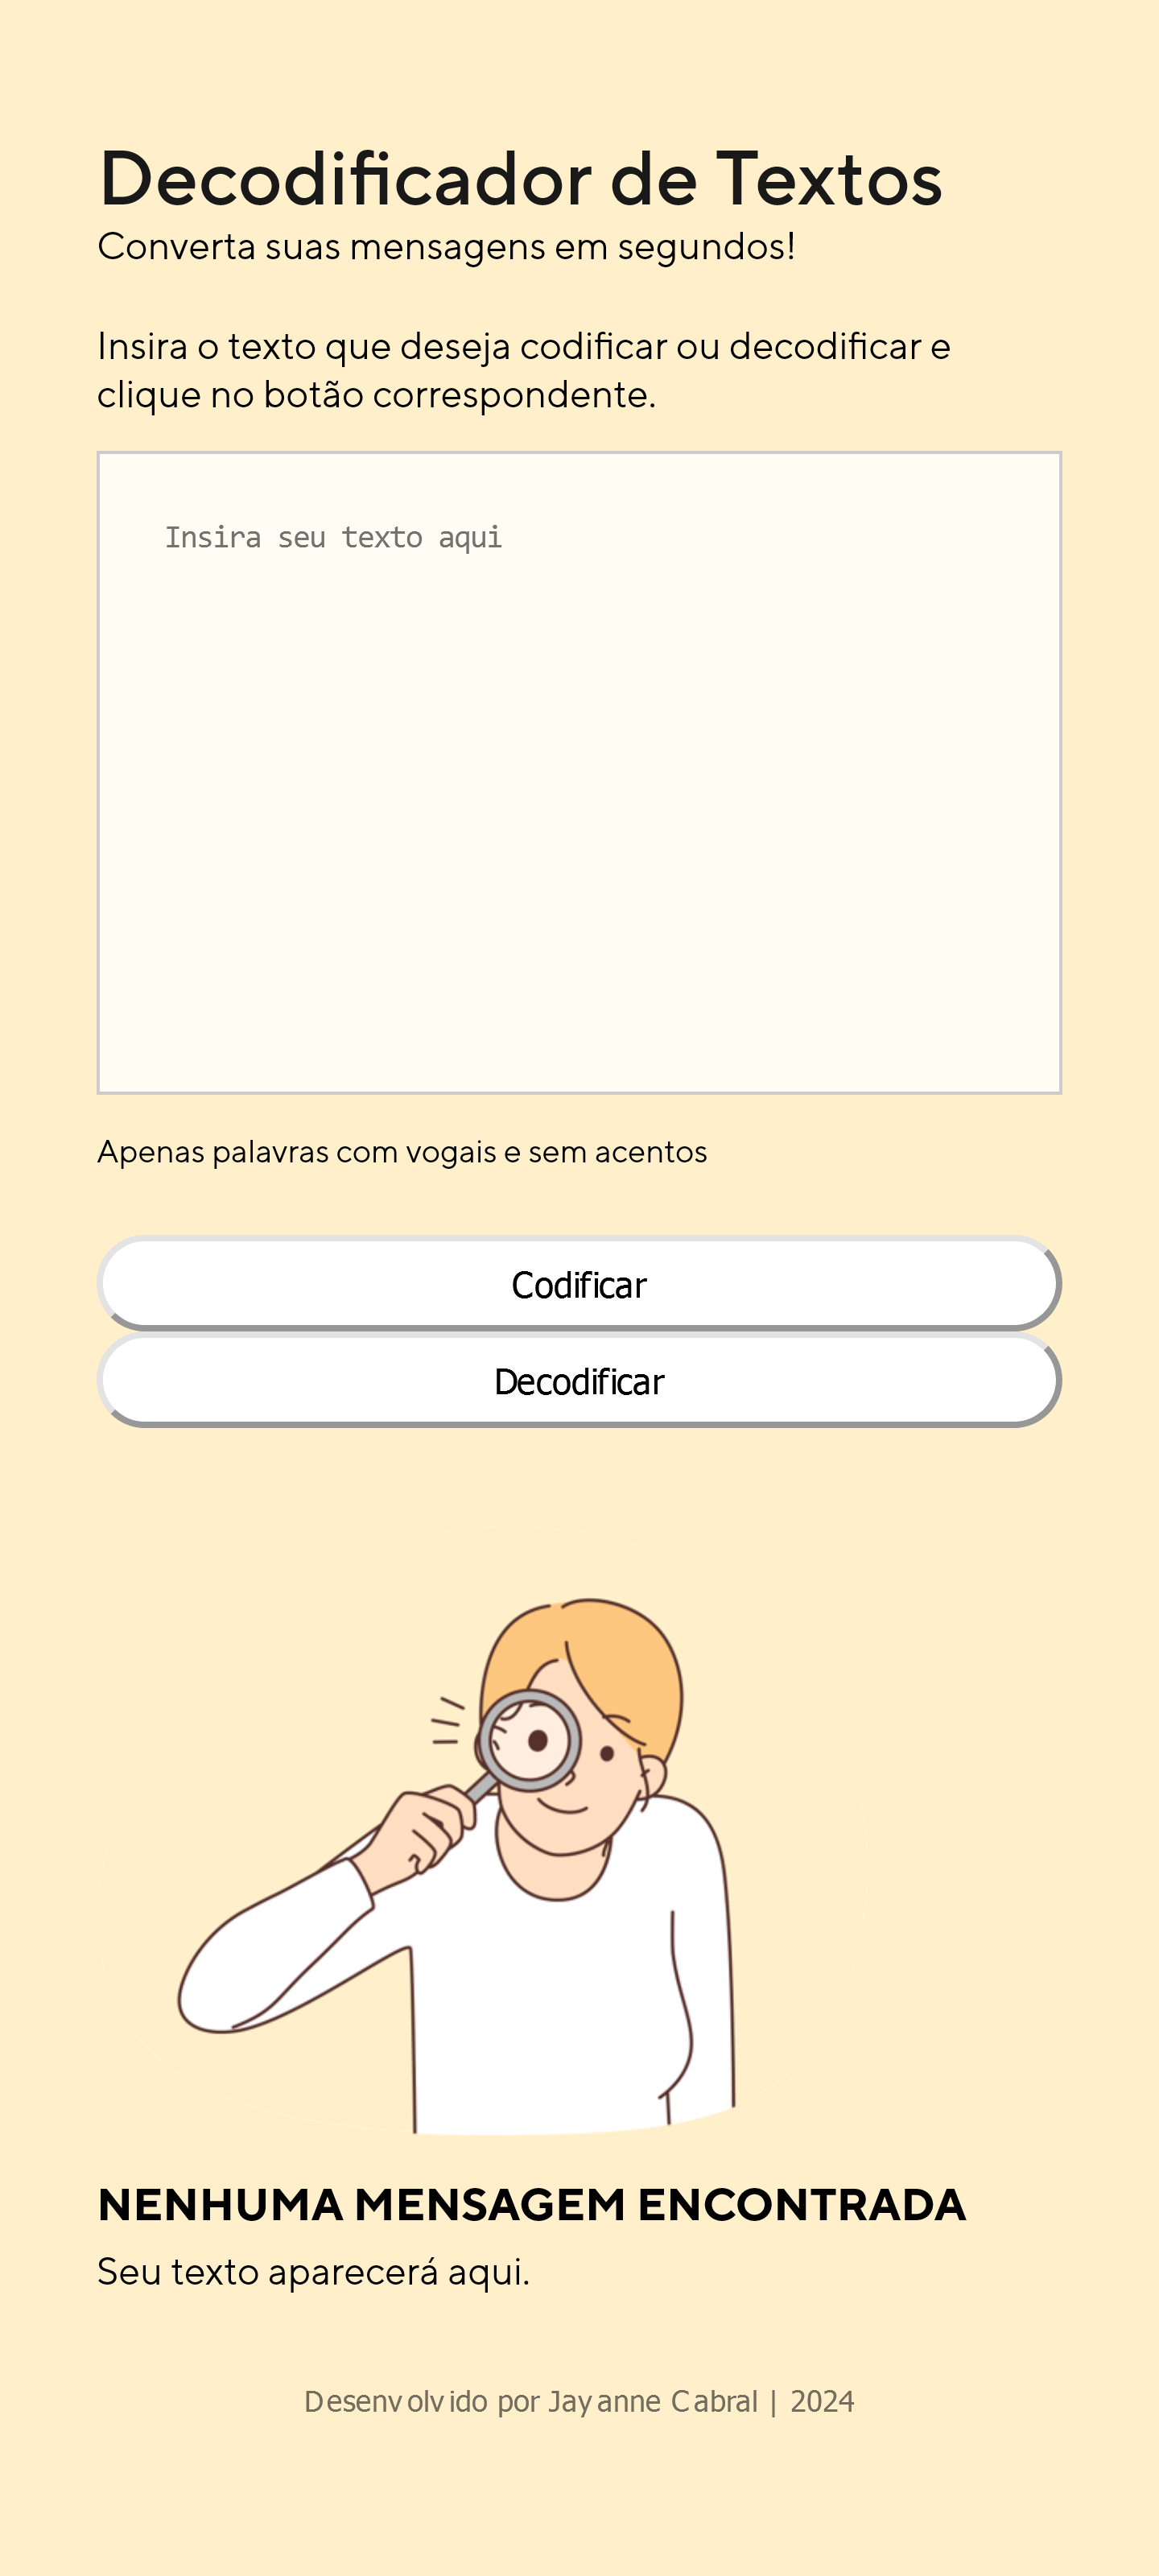 Decodificador de Textos
Converta suas mensagens em segundos!
Insira o texto que deseja codificar ou decodificar e
clique no botão correspondente.
Insira seu texto aqui
Apenas palavras com vogais e sem acentos
Codificar
Decodificar
NENHUMA MENSAGEM ENCONTRADA
Seu texto aparecerá aqui.
Desenvolvido por Jayanne Cabral | 2024